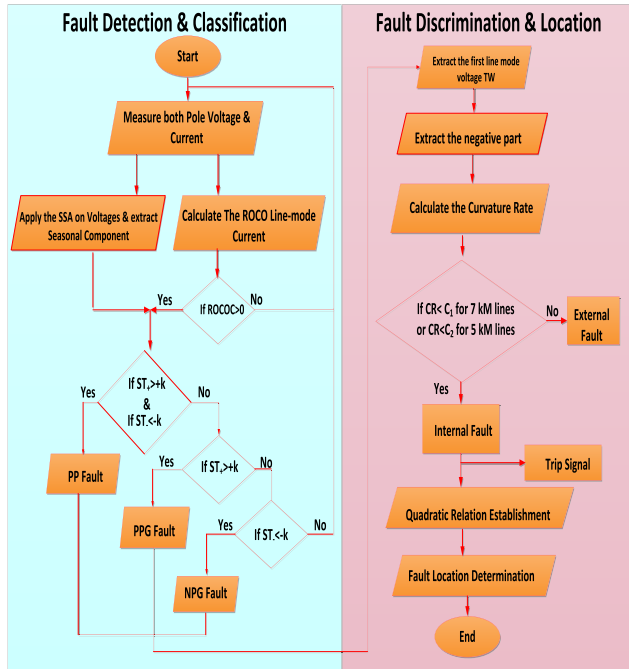 Fault Detection & Classification
Start
Measure both Pole Voltage &
Current
Apply the SSA on Voltages & extract
Seasonal Component
Calculate The ROCO Line-mode
Current
Yes
If ROCOC>0
No
Yes
If ST₊>+k
&
If ST₋<-k
No
PP Fault
Yes
If ST₊>+k
No
PPG Fault
Yes
If ST₋<-k
No
NPG Fault
Fault Discrimination & Location
Extract the first line mode
voltage TW
Extract the negative part
Calculate the Curvature Rate
If CR< C₁ for 7 kM lines
or CR<C₂ for 5 kM lines
No
External
Fault
Yes
Internal Fault
Trip Signal
Quadratic Relation Establishment
Fault Location Determination
End